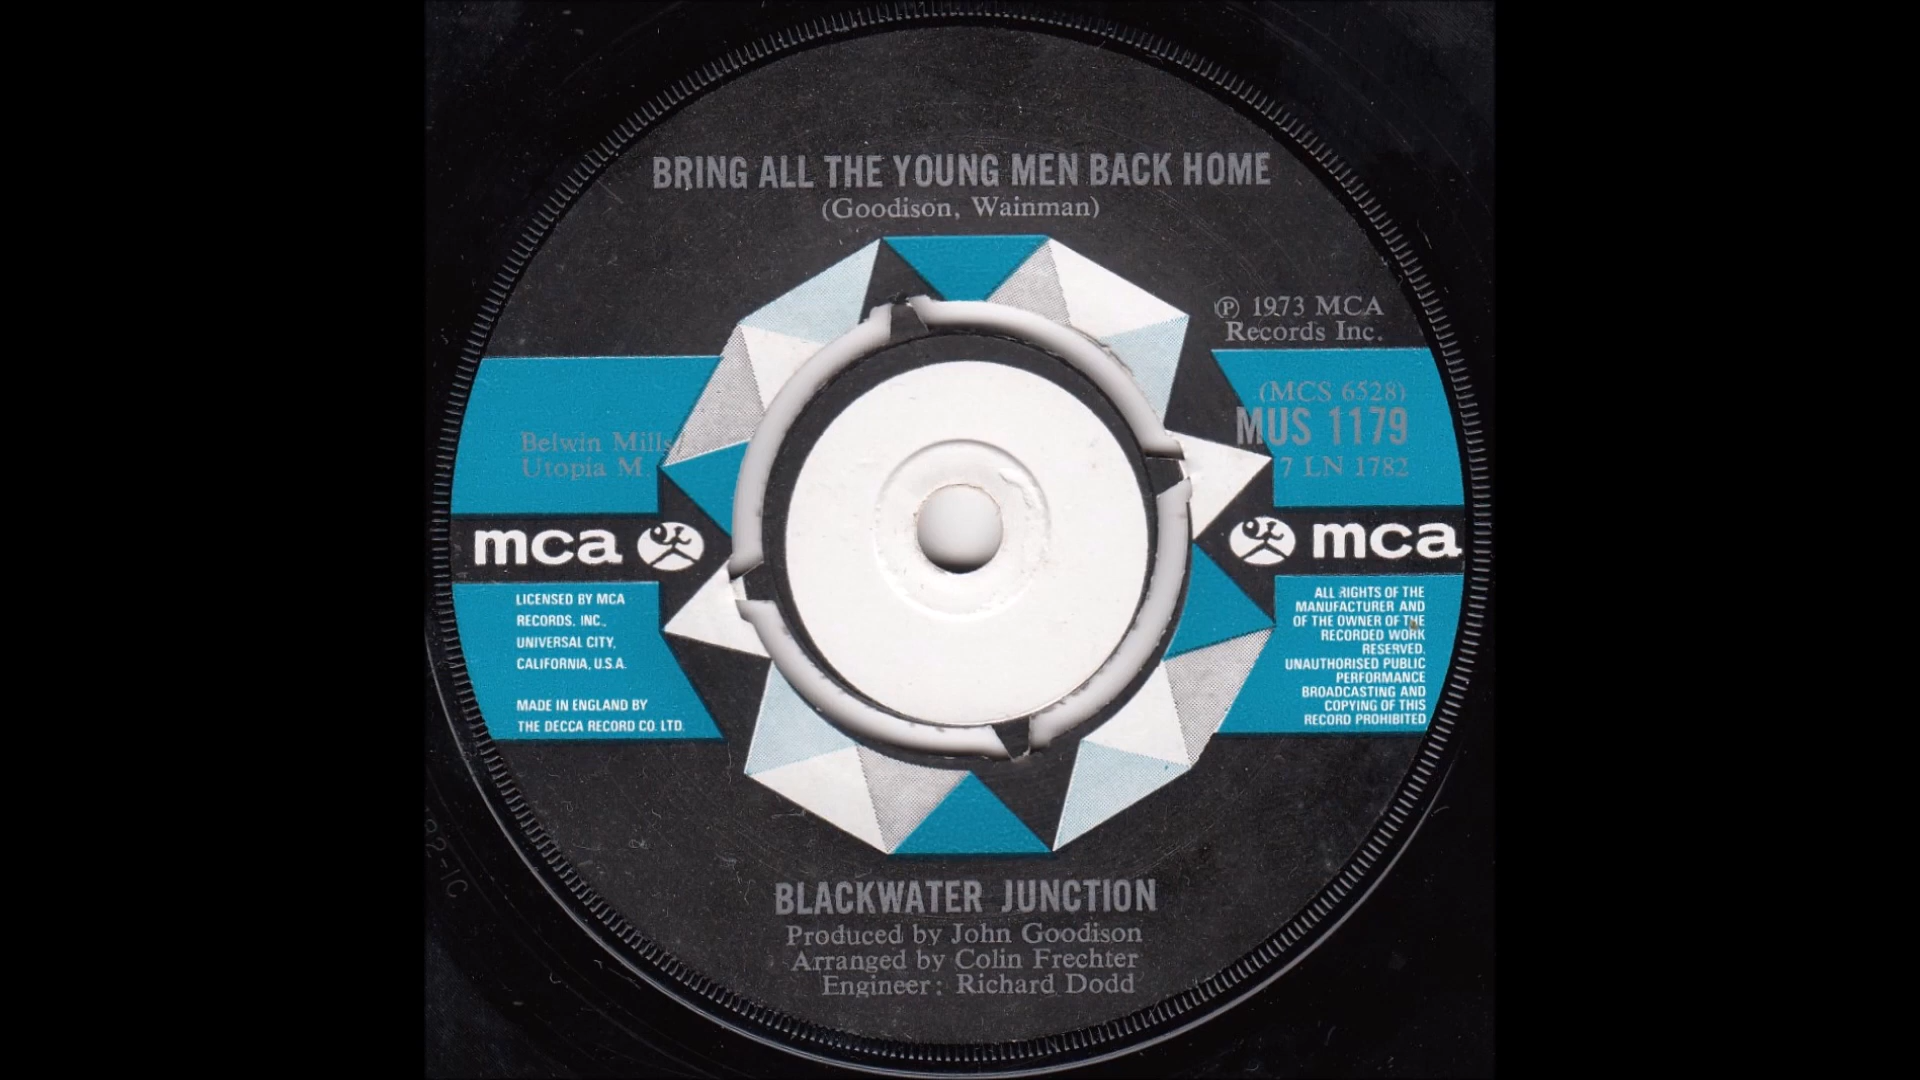 BRING ALL THE YOUNG MEN BACK HOME
(Goodison, Wainman)
℗ 1973 MCA
Records Inc.
(MCS 6528)
MUS 1179
7 LN 1782
Belwin Mills/
Utopia M.
mca
mca
LICENSED BY MCA
RECORDS, INC.,
UNIVERSAL CITY,
CALIFORNIA, U.S.A.
MADE IN ENGLAND BY
THE DECCA RECORD CO. LTD.
ALL RIGHTS OF THE
MANUFACTURER AND
OF THE OWNER OF THE
RECORDED WORK
RESERVED.
UNAUTHORISED PUBLIC
PERFORMANCE
BROADCASTING AND
COPYING OF THIS
RECORD PROHIBITED
BLACKWATER JUNCTION
Produced by John Goodison
Arranged by Colin Frechter
Engineer: Richard Dodd